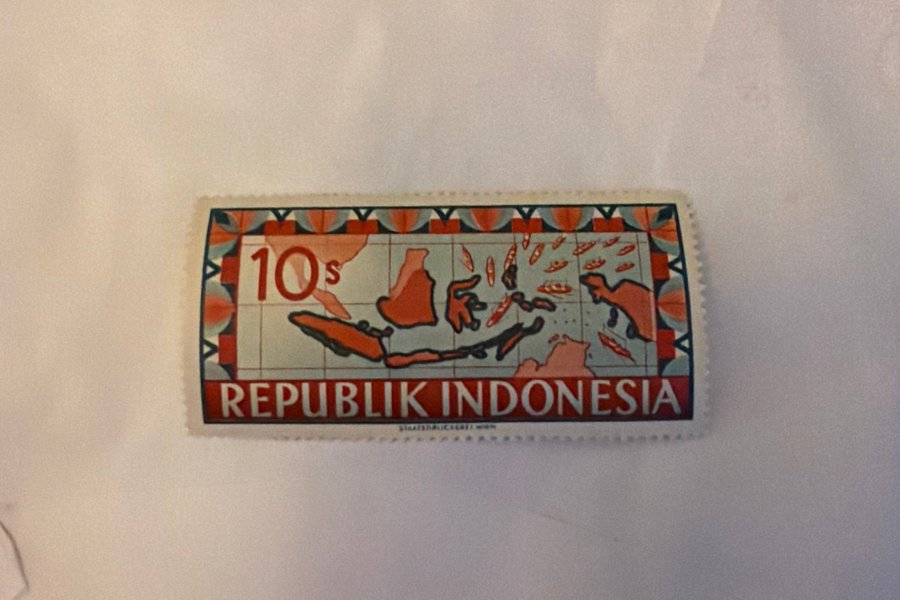 10s
REPUBLIK INDONESIA
STAATSDRUCKEREI WIEN